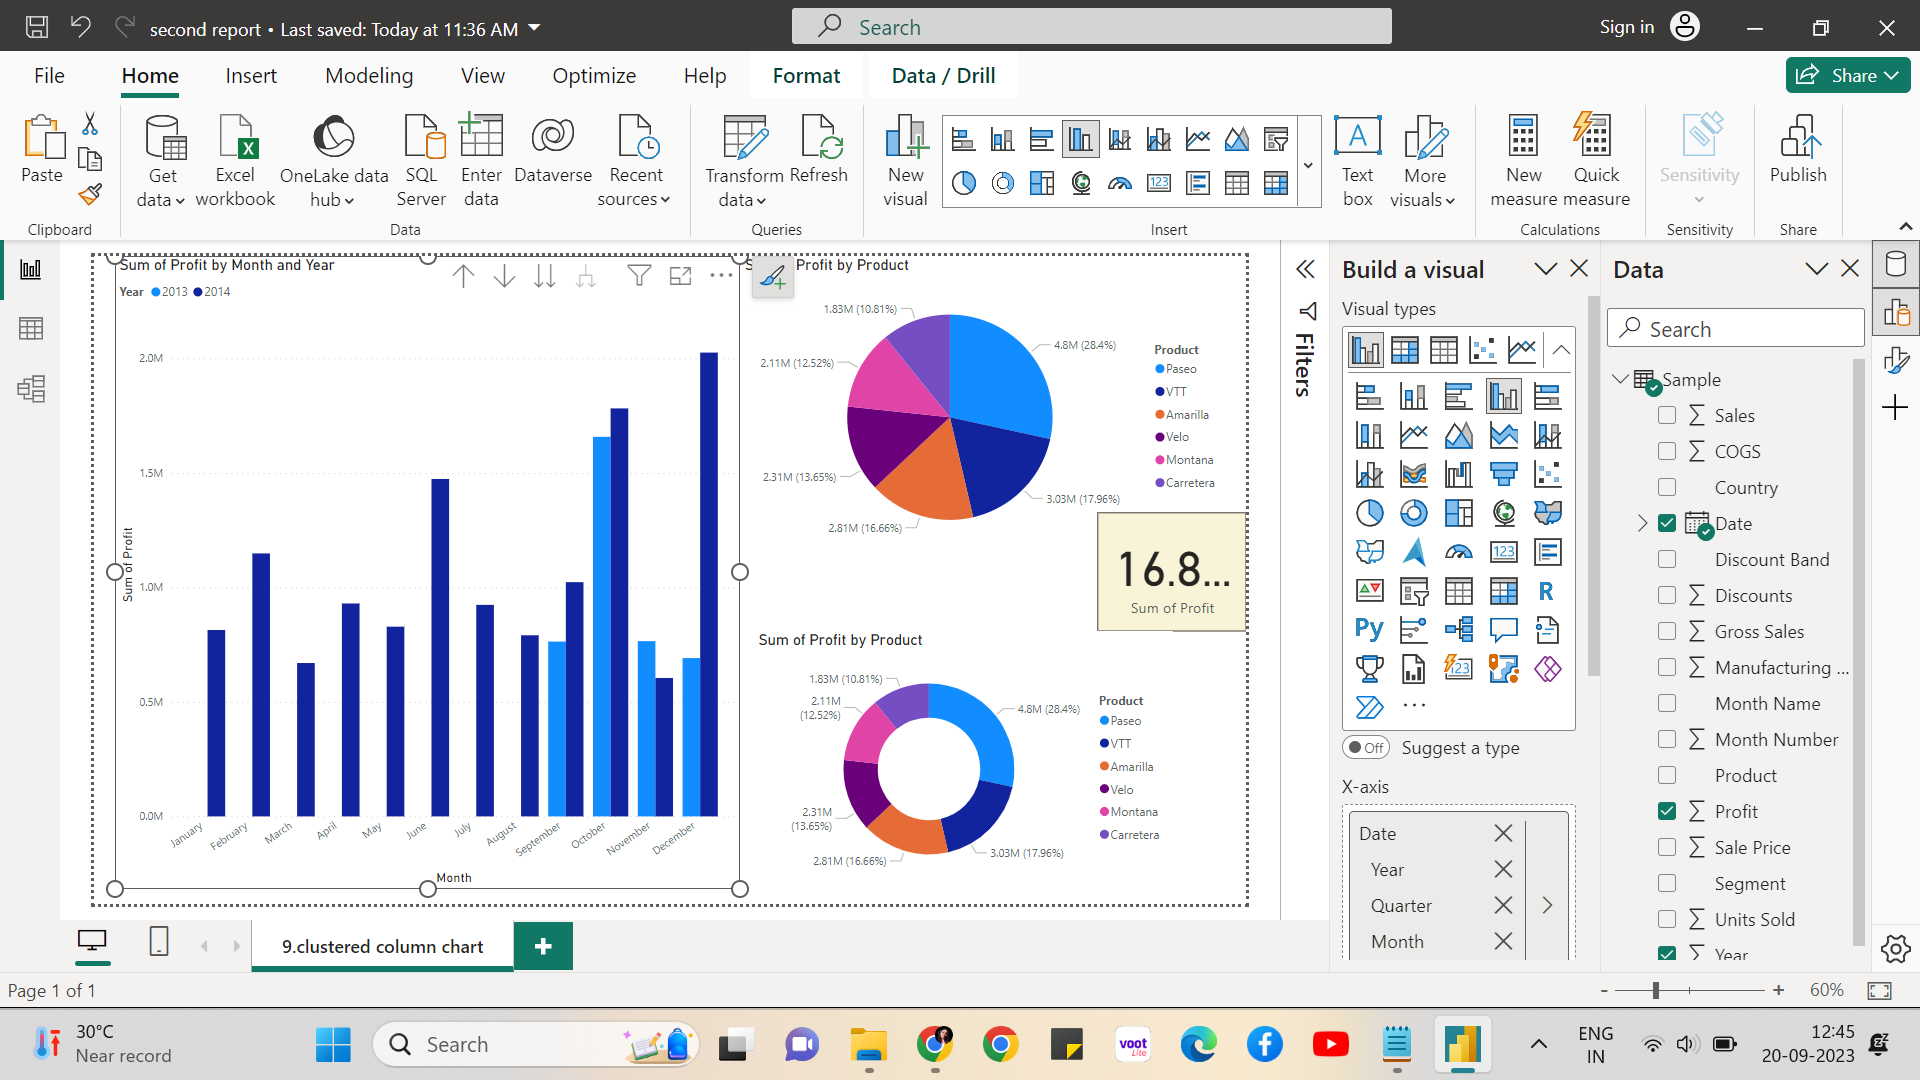 second report • Last saved: Today at 11:36 AM
Search
Sign in
File
Home
Insert
Modeling
View
Optimize
Help
Format
Data / Drill
Share
Paste
Get data
Excel workbook
OneLake data hub
SQL Server
Enter data
Dataverse
Recent sources
Transform data
Refresh
New visual
Text box
More visuals
New measure
Quick measure
Sensitivity
Publish
Clipboard
Data
Queries
Insert
Calculations
Sensitivity
Share
Sum of Profit by Month and Year
Year 2013 2014
2.0M
1.5M
1.0M
0.5M
0.0M
Sum of Profit
January
February
March
April
May
June
July
August
September
October
November
December
Month
S
Profit by Product
1.83M (10.81%)
4.8M (28.4%)
2.11M (12.52%)
2.31M (13.65%)
3.03M (17.96%)
2.81M (16.66%)
Product
Paseo
VTT
Amarilla
Velo
Montana
Carretera
16.8...
Sum of Profit
Sum of Profit by Product
1.83M (10.81%)
2.11M
(12.52%)
4.8M (28.4%)
2.31M
(13.65%)
2.81M (16.66%)
3.03M (17.96%)
Product
Paseo
VTT
Amarilla
Velo
Montana
Carretera
Filters
Build a visual
Visual types
123
R
Py
123
...
Off
Suggest a type
X-axis
Date
Year
Quarter
Month
Data
Search
Sample
Sales
COGS
Country
Date
Discount Band
Discounts
Gross Sales
Manufacturing ...
Month Name
Month Number
Product
Profit
Sale Price
Segment
Units Sold
Year
9.clustered column chart
Page 1 of 1
- + 60%
30°C
Near record
Search
voot
Lite
ENG
IN
12:45
20-09-2023